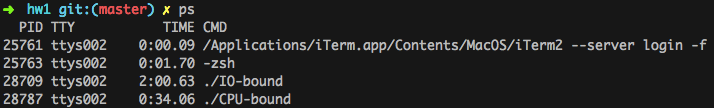 ➜ hw1 git:(master) ✗ ps
PID TTY TIME CMD
25761 ttys002 0:00.09 /Applications/iTerm.app/Contents/MacOS/iTerm2 --server login -f
25763 ttys002 0:01.70 -zsh
28709 ttys002 2:00.63 ./IO-bound
28787 ttys002 0:34.06 ./CPU-bound